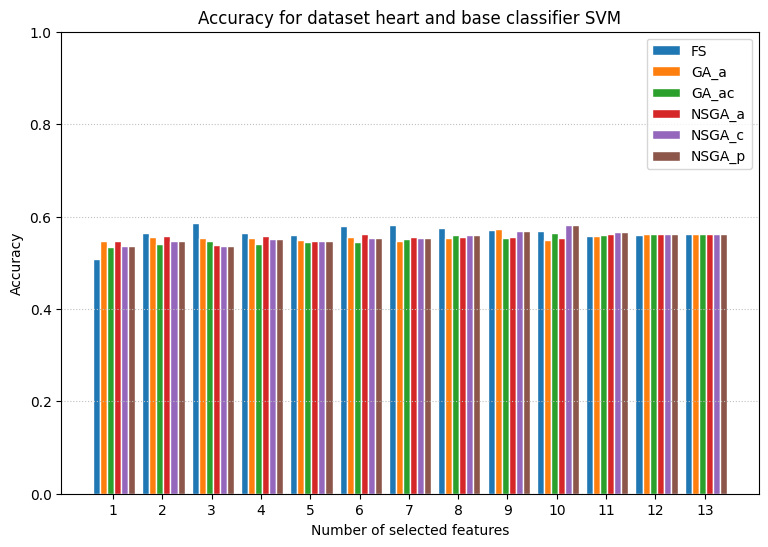 Accuracy for dataset heart and base classifier SVM
FS
GA_a
GA_ac
NSGA_a
NSGA_c
NSGA_p
Accuracy
1.0
0.8
0.6
0.4
0.2
0.0
1 2 3 4 5 6 7 8 9 10 11 12 13
Number of selected features